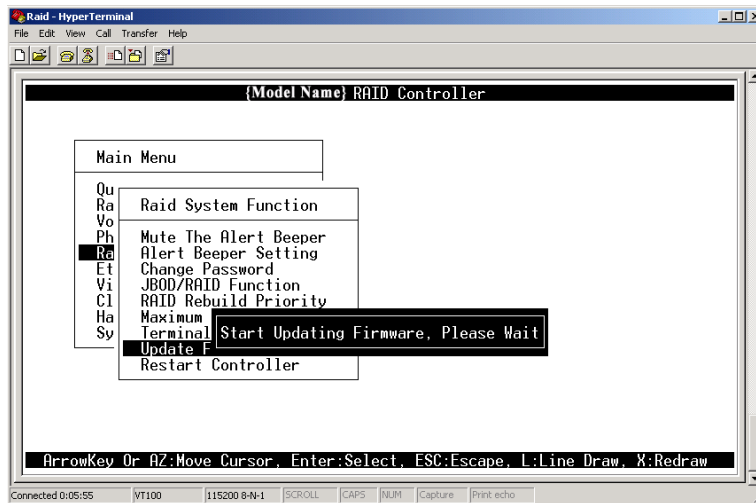 Raid - HyperTerminal
File Edit View Call Transfer Help
{Model Name} RAID Controller
Main Menu
Qu
Ra
Vo
Ph
Ra
Et
Vi
Cl
Ha
Sy
Raid System Function
Mute The Alert Beeper
Alert Beeper Setting
Change Password
JBOD/RAID Function
RAID Rebuild Priority
Maximum
Terminal
Update F
Restart Controller
Start Updating Firmware, Please Wait
ArrowKey Or AZ:Move Cursor, Enter:Select, ESC:Escape, L:Line Draw, X:Redraw
Connected 0:05:55 VT100 115200 8-N-1 SCROLL CAPS NUM Capture Print echo